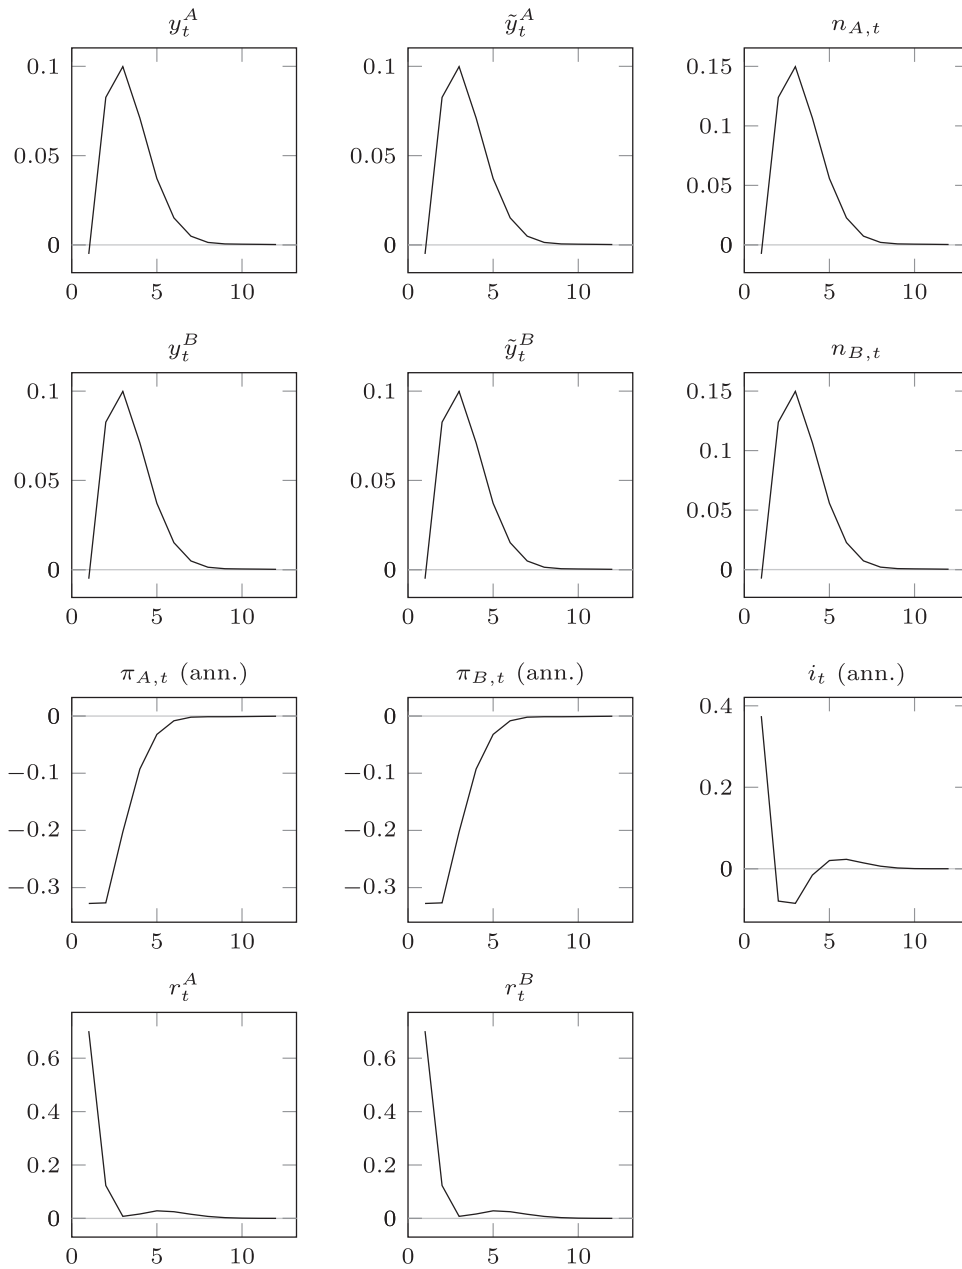 y_t^A ỹ_t^A n_{A,t}
0.1 0.1 0.15
0.1
0.05 0.05
0.05
0 0 0
0 5 10 0 5 10 0 5 10
y_t^B ỹ_t^B n_{B,t}
0.1 0.1 0.15
0.1
0.05 0.05
0.05
0 0 0
0 5 10 0 5 10 0 5 10
π_{A,t} (ann.) π_{B,t} (ann.) i_t (ann.)
0 0 0.4
−0.1 −0.1 0.2
−0.2 −0.2
0
−0.3 −0.3
0 5 10 0 5 10 0 5 10
r_t^A r_t^B
0.6 0.6
0.4 0.4
0.2 0.2
0 0
0 5 10 0 5 10